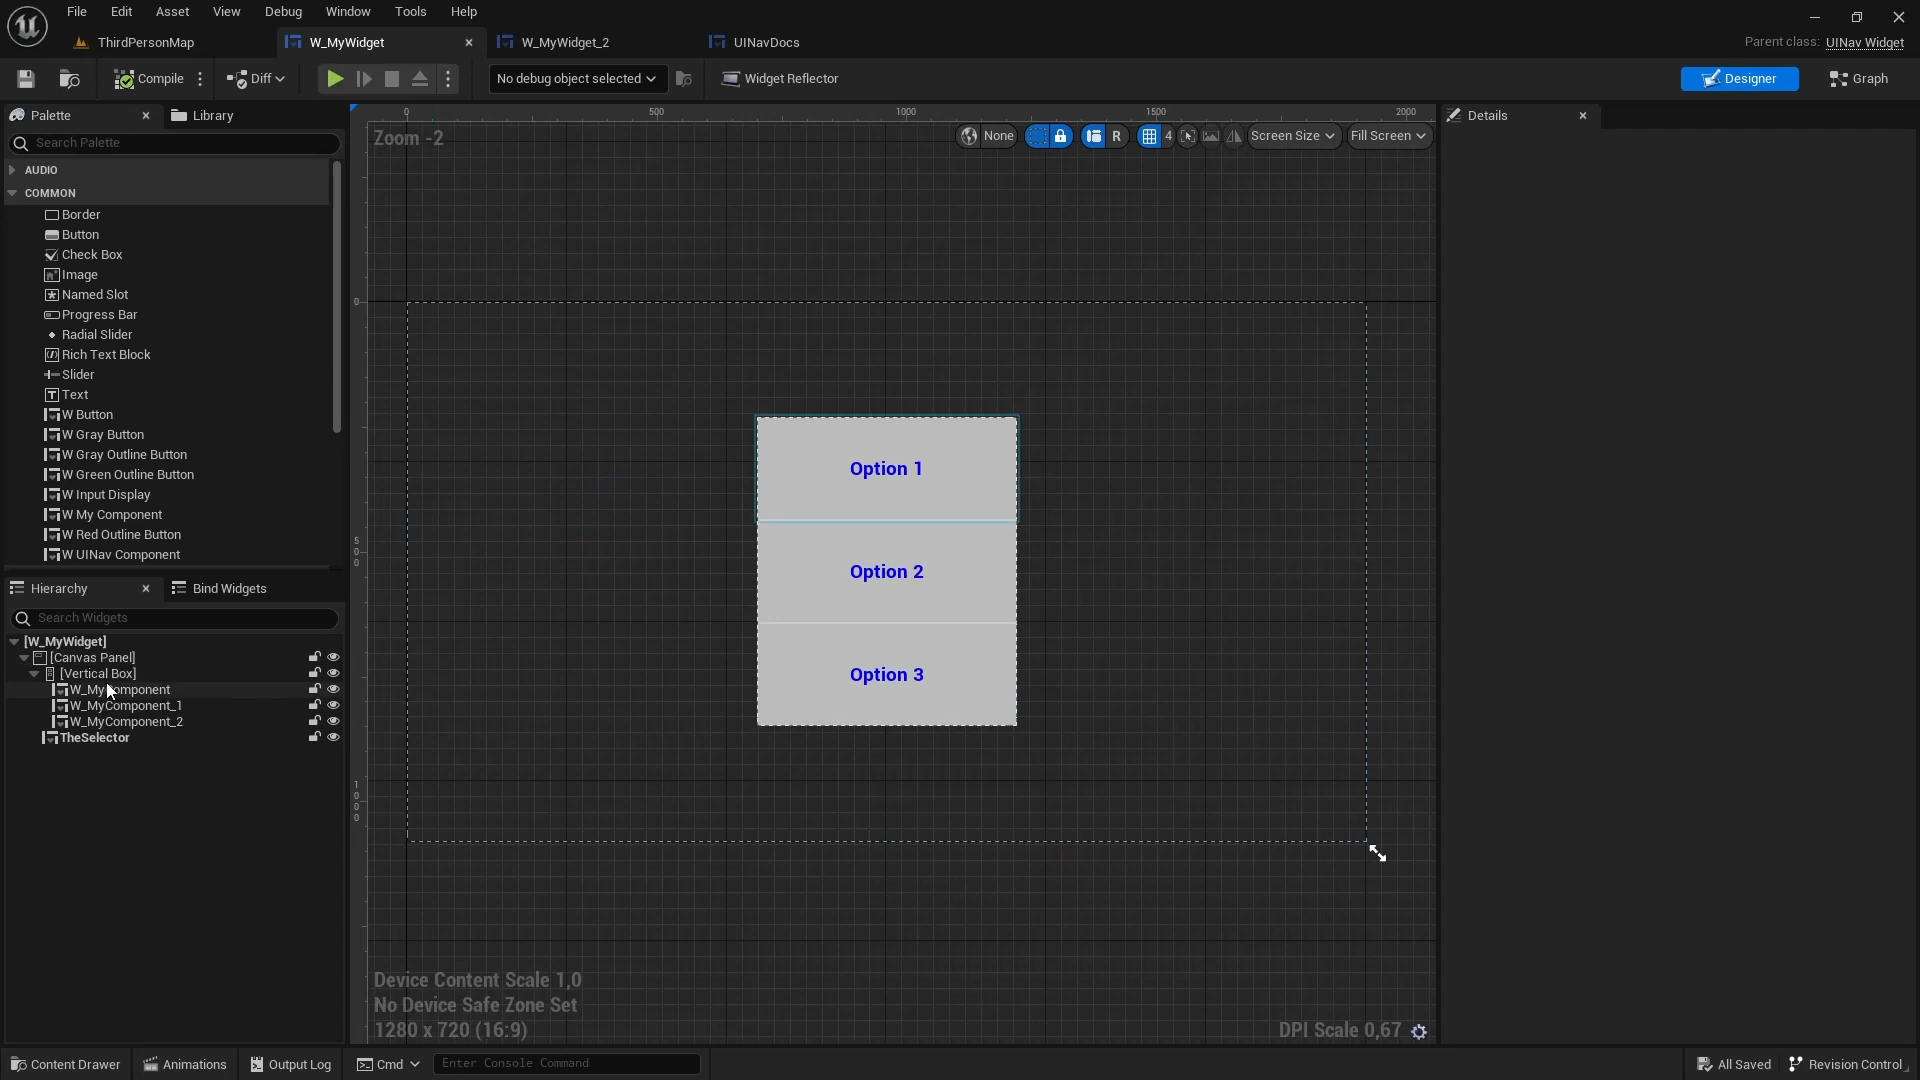 File Edit Asset View Debug Window Tools Help
ThirdPersonMap W_MyWidget W_MyWidget_2 UINavDocs
Parent class: UINav Widget
Compile Diff No debug object selected Widget Reflector Designer Graph
Palette Library
Search Palette
AUDIO
COMMON
Border
Button
Check Box
Image
Named Slot
Progress Bar
Radial Slider
Rich Text Block
Slider
Text
W Button
W Gray Button
W Gray Outline Button
W Green Outline Button
W Input Display
W My Component
W Red Outline Button
W UINav Component
Hierarchy Bind Widgets
Search Widgets
[W_MyWidget]
[Canvas Panel]
[Vertical Box]
W_MyComponent
W_MyComponent_1
W_MyComponent_2
TheSelector
0 500 1000 1500 2000
Zoom -2
None R 4 Screen Size Fill Screen
0
500
1000
Option 1
Option 2
Option 3
Device Content Scale 1,0
No Device Safe Zone Set
1280 x 720 (16:9)
DPI Scale 0,67
Details
Content Drawer Animations Output Log Cmd Enter Console Command All Saved Revision Control